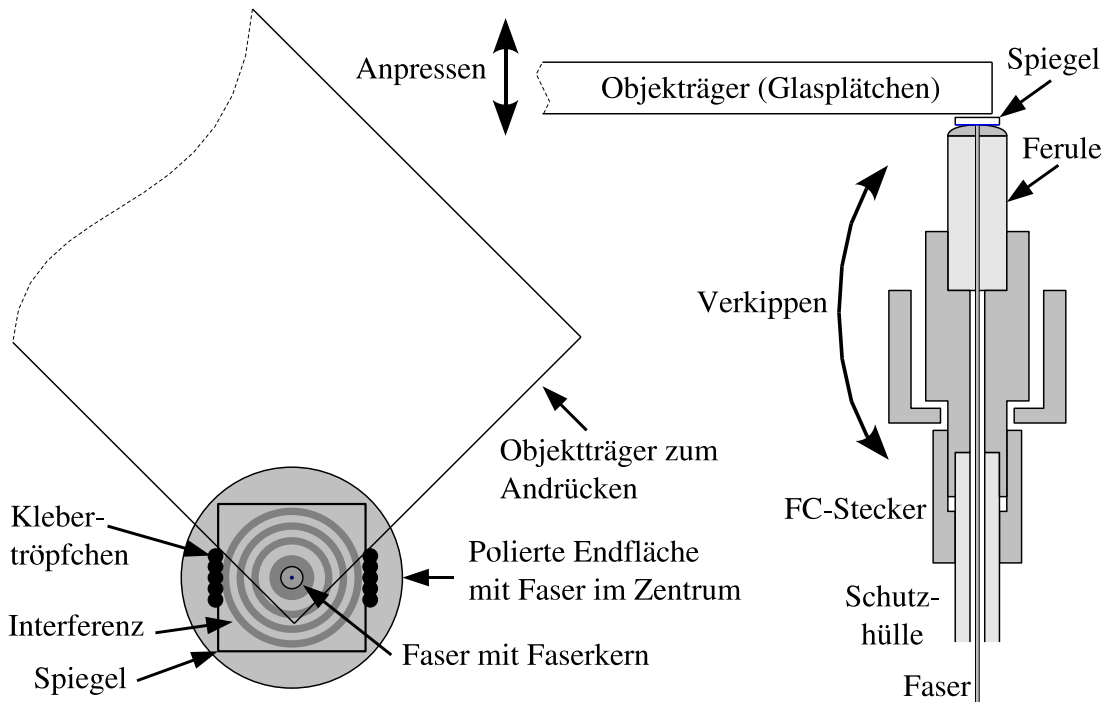 Anpressen
Objekträger (Glasplätchen)
Spiegel
Ferule
Verkippen
Objektträger zum
Andrücken
FC-Stecker
Kleber-
tröpfchen
Polierte Endfläche
mit Faser im Zentrum
Schutz-
hülle
Interferenz
Faser mit Faserkern
Spiegel
Faser